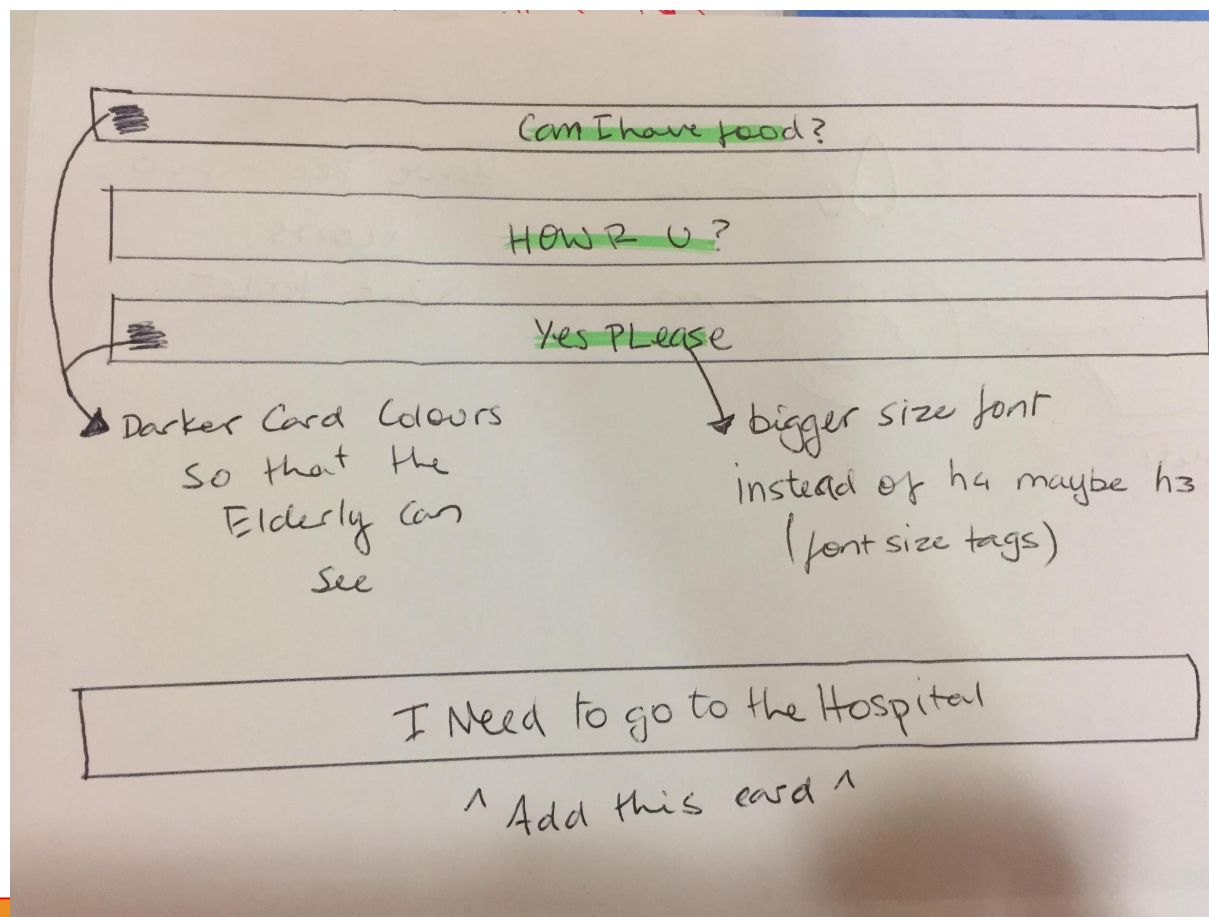 Can I have food?
HOW R U?
Yes PLease
Darker Card Colours
so that the
Elderly can
see
bigger size font
instead of h4 maybe h3
(font size tags)
I Need to go to the Hospital
^ Add this card ^